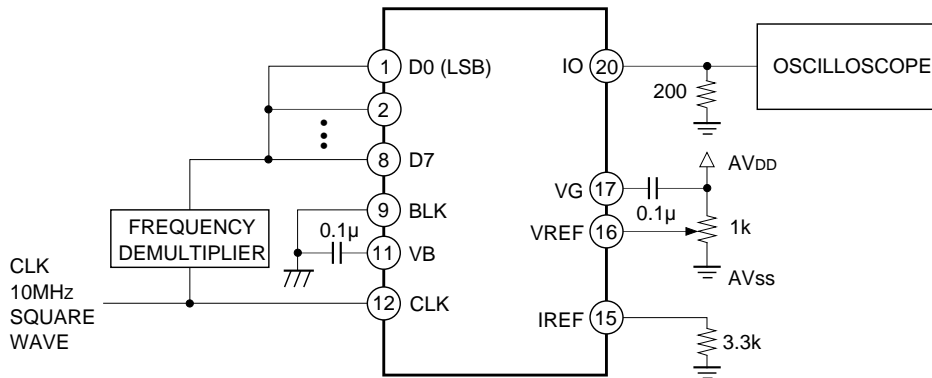 1 D0 (LSB)
2
8 D7
9 BLK
0.1μ
11 VB
12 CLK
FREQUENCY
DEMULTIPLIER
CLK
10MHz
SQUARE
WAVE
IO 20
200
OSCILLOSCOPE
AVDD
VG 17
0.1μ
1k
VREF 16
AVSS
IREF 15
3.3k